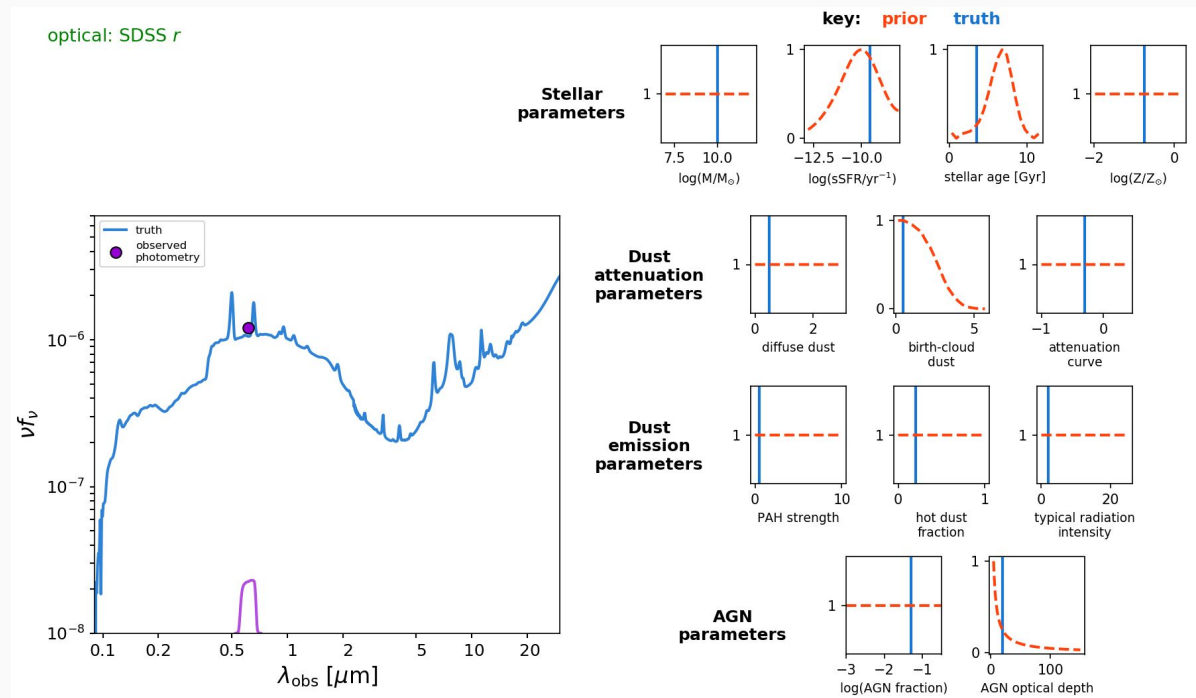 optical: SDSS r
key: prior truth
Stellar
parameters
1
7.5 10.0
log(M/M⊙)
1
0
−12.5 −10.0
log(sSFR/yr⁻¹)
1
0 10
stellar age [Gyr]
1
−2 0
log(Z/Z⊙)
truth
observed
photometry
10⁻⁶
10⁻⁷
10⁻⁸
νfν
0.1 0.2 0.5 1 2 5 10 20
λobs [μm]
Dust
attenuation
parameters
1
0 2
diffuse dust
1
0
0 5
birth-cloud
dust
1
−1 0
attenuation
curve
Dust
emission
parameters
1
0 10
PAH strength
1
0 1
hot dust
fraction
1
0 20
typical radiation
intensity
AGN
parameters
1
−3 −2 −1
log(AGN fraction)
1
0
0 100
AGN optical depth